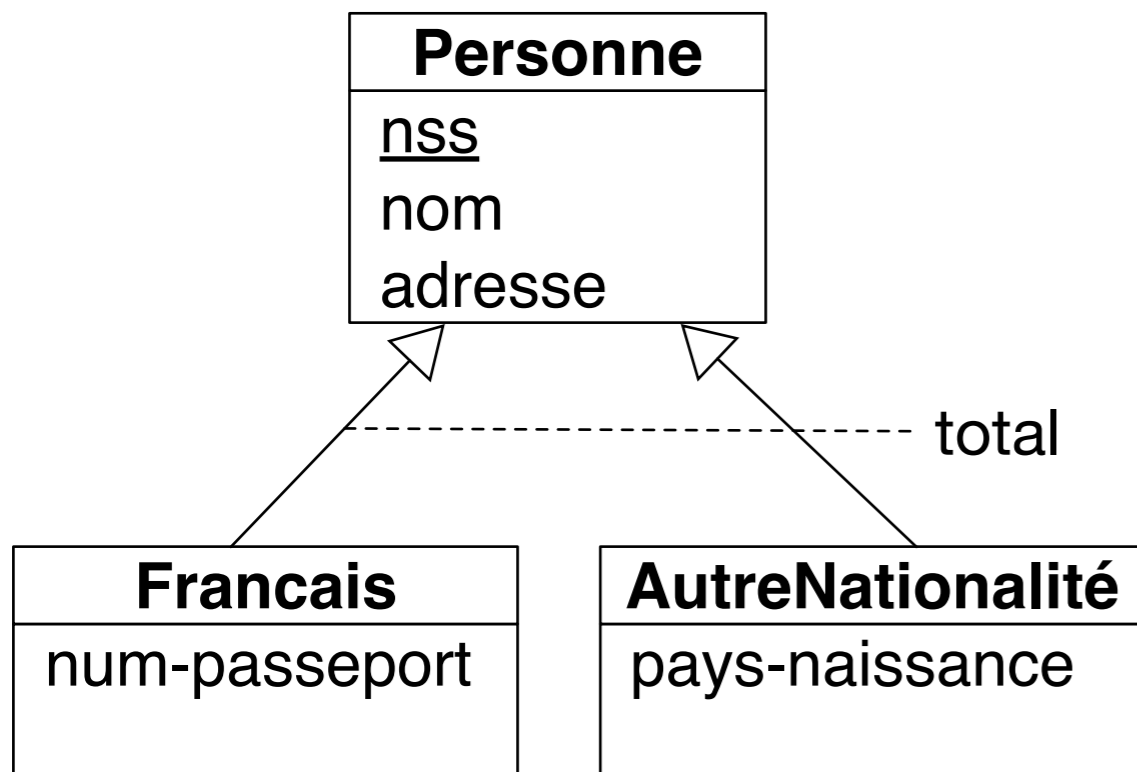 Personne
nss
nom
adresse
total
Francais
num-passeport
AutreNationalité
pays-naissance